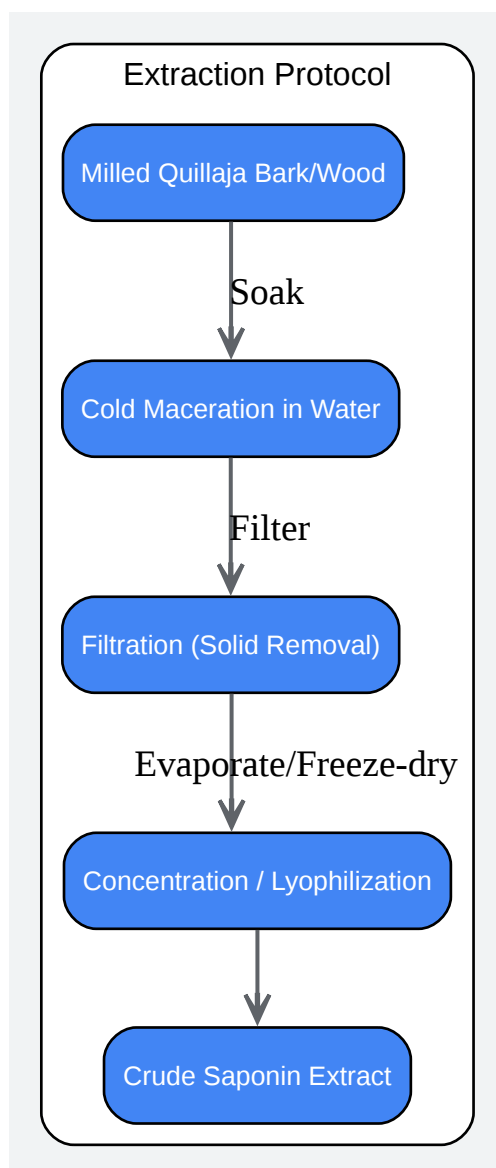 Extraction Protocol
Milled Quillaja Bark/Wood
Soak
Cold Maceration in Water
Filter
Filtration (Solid Removal)
Evaporate/Freeze-dry
Concentration / Lyophilization
Crude Saponin Extract